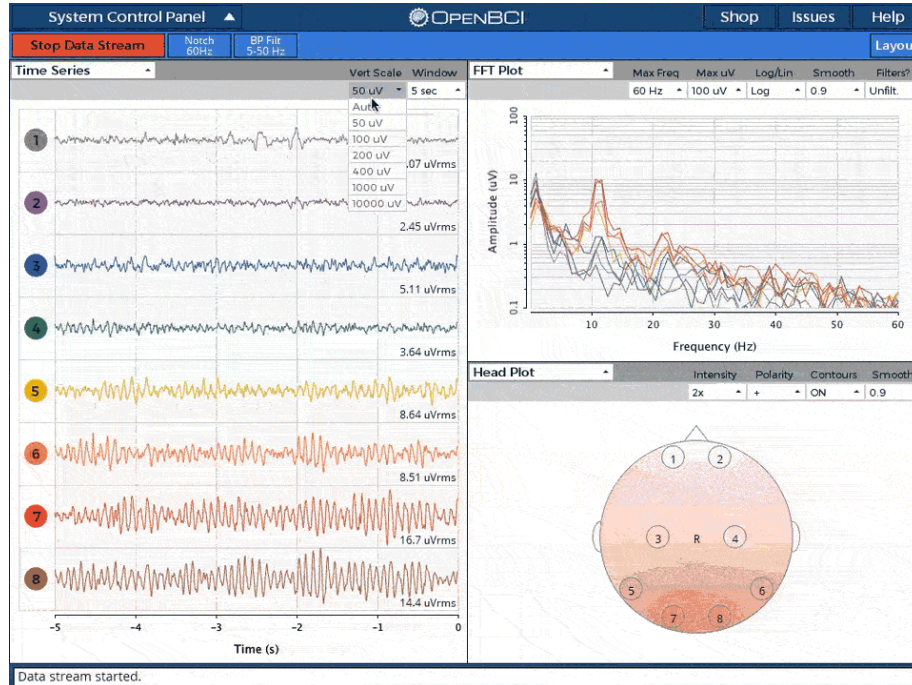 System Control Panel
OPENBCI
Shop Issues Help
Stop Data Stream
Notch
60Hz
BP Filt
5-50 Hz
Layou
Time Series
Vert Scale Window
50 uV 5 sec
Auto
50 uV
100 uV
200 uV
400 uV
1000 uV
10000 uV
1
.07 uVrms
2
2.45 uVrms
3
5.11 uVrms
4
3.64 uVrms
5
8.64 uVrms
6
8.51 uVrms
7
16.7 uVrms
8
14.4 uVrms
-5 -4 -3 -2 -1 0
Time (s)
FFT Plot
Max Freq Max uV Log/Lin Smooth Filters?
60 Hz 100 uV Log 0.9 Unfilt.
Amplitude (uV)
100
10
1
0.1
10 20 30 40 50 60
Frequency (Hz)
Head Plot
Intensity Polarity Contours Smooth
2x + ON 0.9
1 2
3 R 4
5 6
7 8
Data stream started.